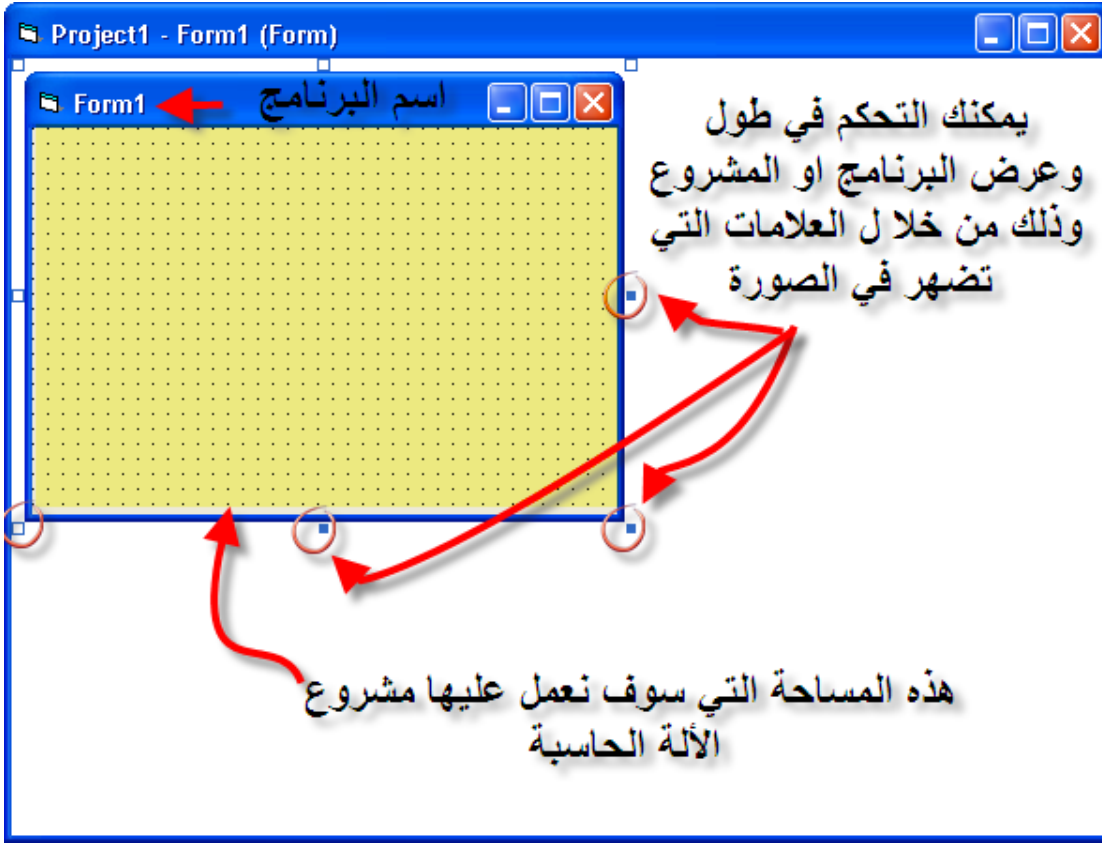 Project1 - Form1 (Form)
Form1
اسم البرنامج
يمكنك التحكم في طول
وعرض البرنامج او المشروع
وذلك من خلا ل العلامات التي
تضهر في الصورة
هذه المساحة التي سوف نعمل عليها مشروع
الألة الحاسبة